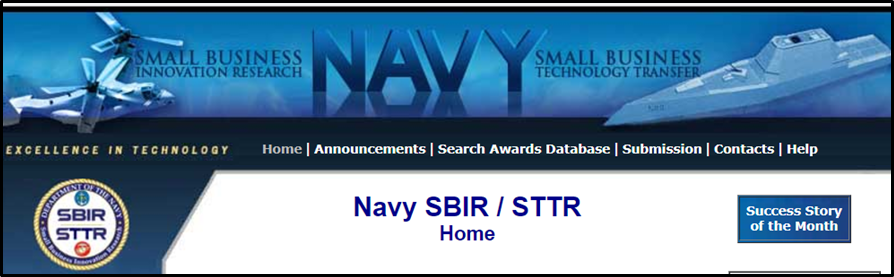 SMALL BUSINESS
INNOVATION RESEARCH
NAVY
SMALL BUSINESS
TECHNOLOGY TRANSFER
EXCELLENCE IN TECHNOLOGY
Home | Announcements | Search Awards Database | Submission | Contacts | Help
DEPARTMENT OF THE NAVY
SBIR
STTR
Small Business Innovation Research
Navy SBIR / STTR
Home
Success Story
of the Month